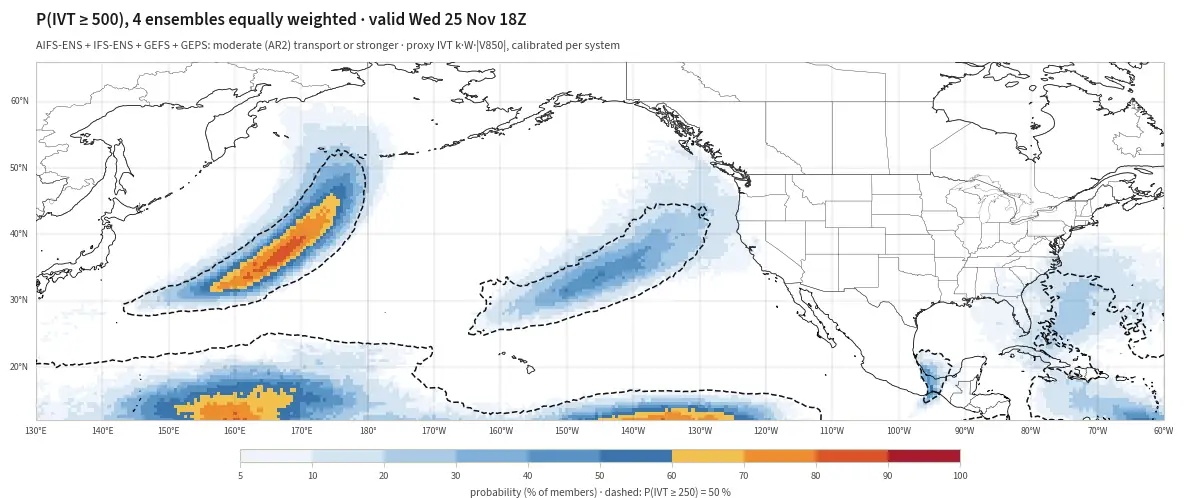 P(IVT ≥ 500), 4 ensembles equally weighted · valid Wed 25 Nov 18Z
AIFS-ENS + IFS-ENS + GEFS + GEPS: moderate (AR2) transport or stronger · proxy IVT k·W·|V850|, calibrated per system
60°N
50°N
40°N
30°N
20°N
130°E 140°E 150°E 160°E 170°E 180° 170°W 160°W 150°W 140°W 130°W 120°W 110°W 100°W 90°W 80°W 70°W 60°W
5 10 20 30 40 50 60 70 80 90 100
probability (% of members) · dashed: P(IVT ≥ 250) = 50 %